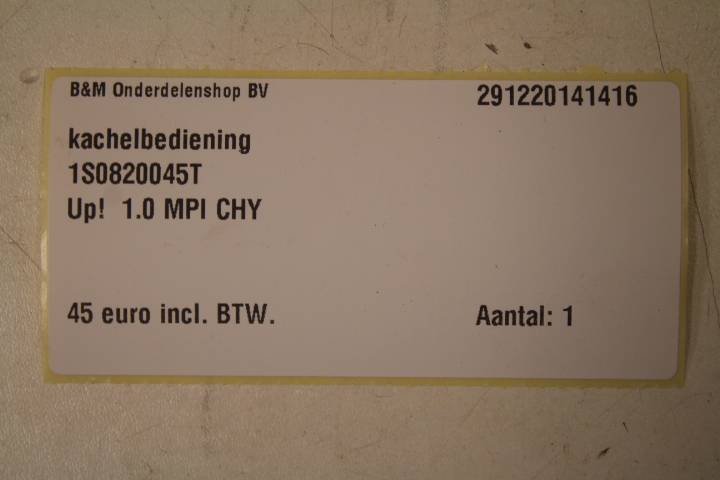 B&M Onderdelenshop BV 291220141416
kachelbediening
1S0820045T
Up! 1.0 MPI CHY
45 euro incl. BTW. Aantal: 1